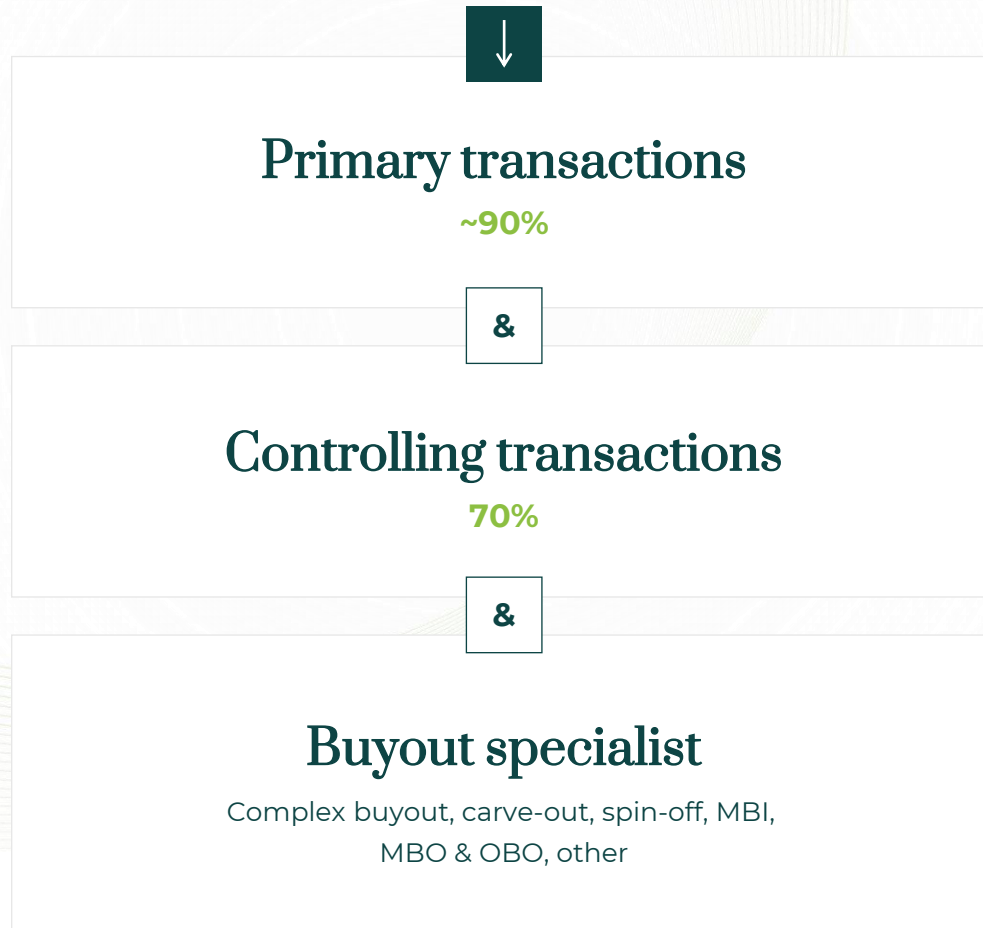 Primary transactions
~90%
&
Controlling transactions
70%
&
Buyout specialist
Complex buyout, carve-out, spin-off, MBI,
MBO & OBO, other